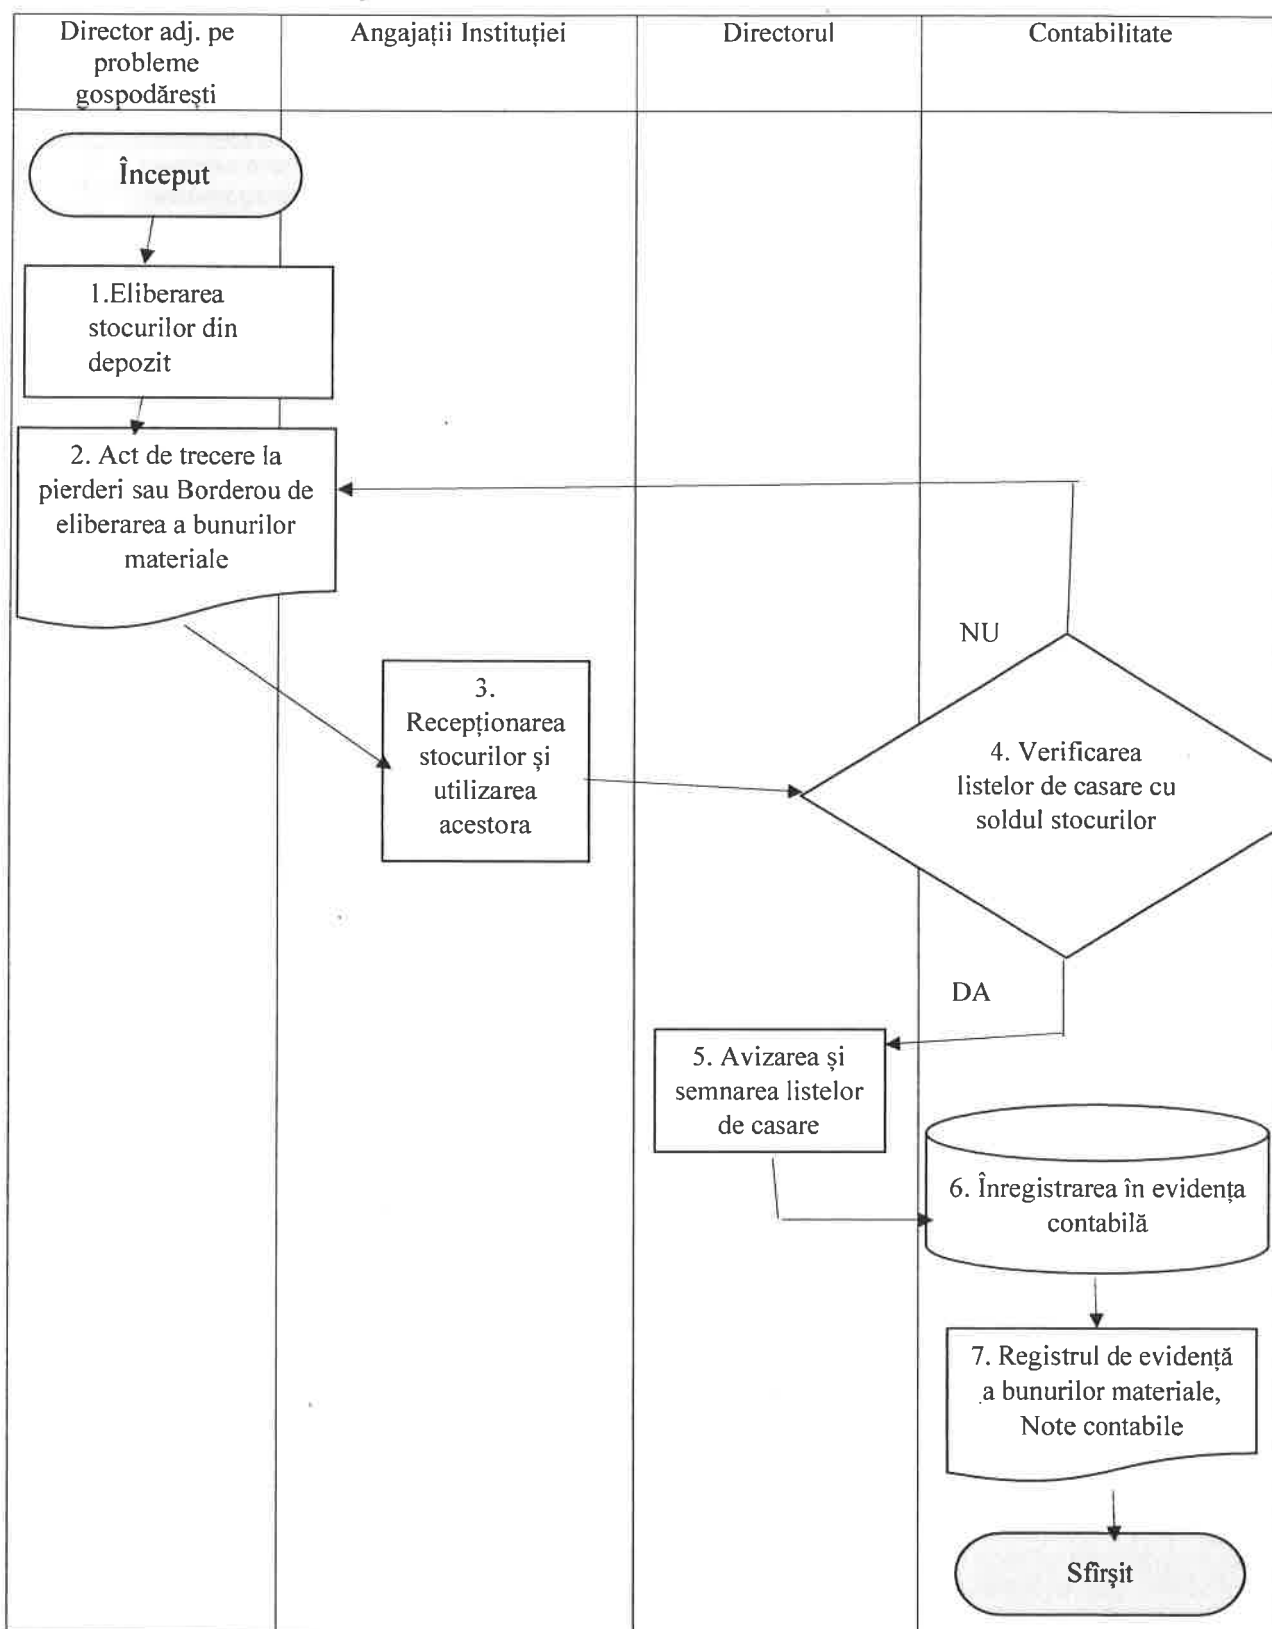 Director adj. pe
probleme
gospodărești
Angajații Instituției
Directorul
Contabilitate
Început
1.Eliberarea
stocurilor din
depozit
2. Act de trecere la
pierderi sau Borderou de
eliberarea a bunurilor
materiale
3.
Recepționarea
stocurilor și
utilizarea
acestora
NU
4. Verificarea
listelor de casare cu
soldul stocurilor
DA
5. Avizarea și
semnarea listelor
de casare
6. Înregistrarea în evidența
contabilă
7. Registrul de evidență
a bunurilor materiale,
Note contabile
Sfîrșit